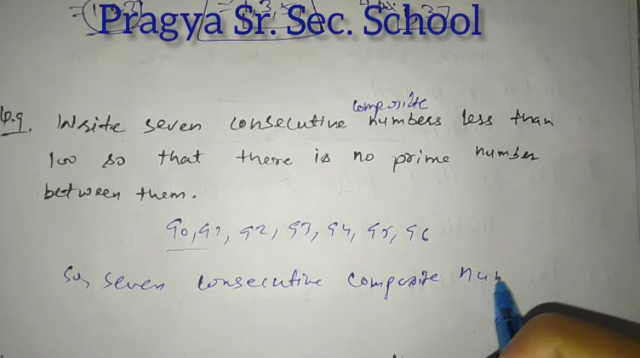 Pragya Sr. Sec. School
Q.9. Write seven consecutive composite numbers less than
100 so that there is no prime number
between them.
90, 91, 92, 93, 94, 95, 96
So, seven consecutive composite num